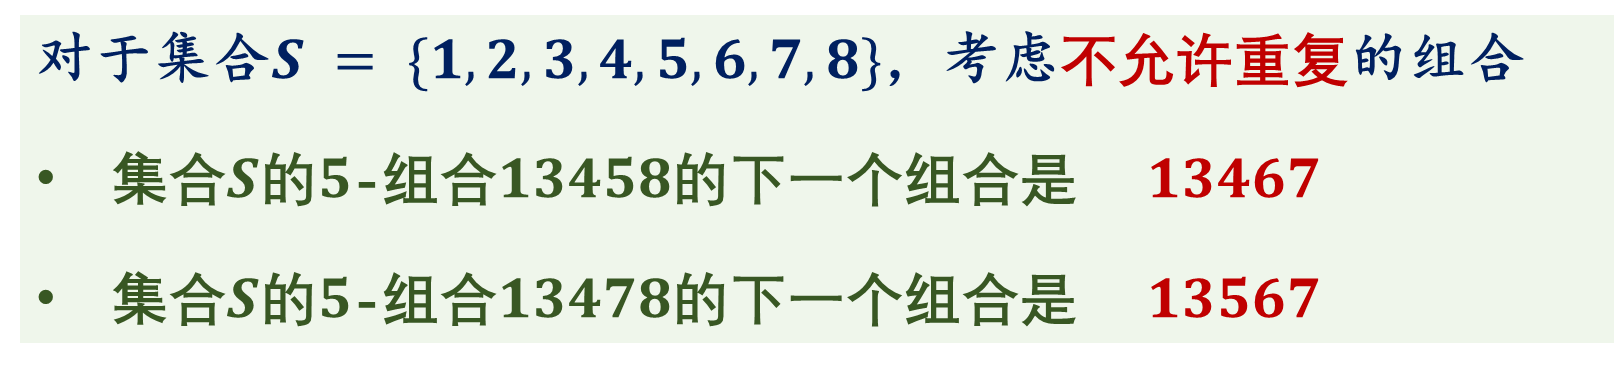 对于集合S = {1, 2, 3, 4, 5, 6, 7, 8}，考虑不允许重复的组合
• 集合S的5-组合13458的下一个组合是 13467
• 集合S的5-组合13478的下一个组合是 13567